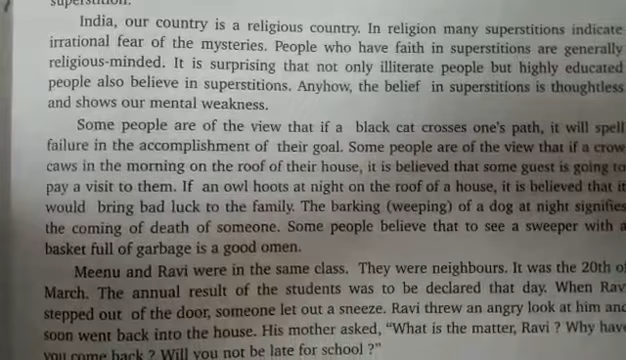 superstition.
India, our country is a religious country. In religion many superstitions indicate
irrational fear of the mysteries. People who have faith in superstitions are generally
religious-minded. It is surprising that not only illiterate people but highly educated
people also believe in superstitions. Anyhow, the belief in superstitions is thoughtless
and shows our mental weakness.
Some people are of the view that if a black cat crosses one's path, it will spell
failure in the accomplishment of their goal. Some people are of the view that if a crow
caws in the morning on the roof of their house, it is believed that some guest is going to
pay a visit to them. If an owl hoots at night on the roof of a house, it is believed that it
would bring bad luck to the family. The barking (weeping) of a dog at night signifies
the coming of death of someone. Some people believe that to see a sweeper with a
basket full of garbage is a good omen.
Meenu and Ravi were in the same class. They were neighbours. It was the 20th of
March. The annual result of the students was to be declared that day. When Rav
stepped out of the door, someone let out a sneeze. Ravi threw an angry look at him and
soon went back into the house. His mother asked, "What is the matter, Ravi ? Why have
you come back ? Will you not be late for school ?"